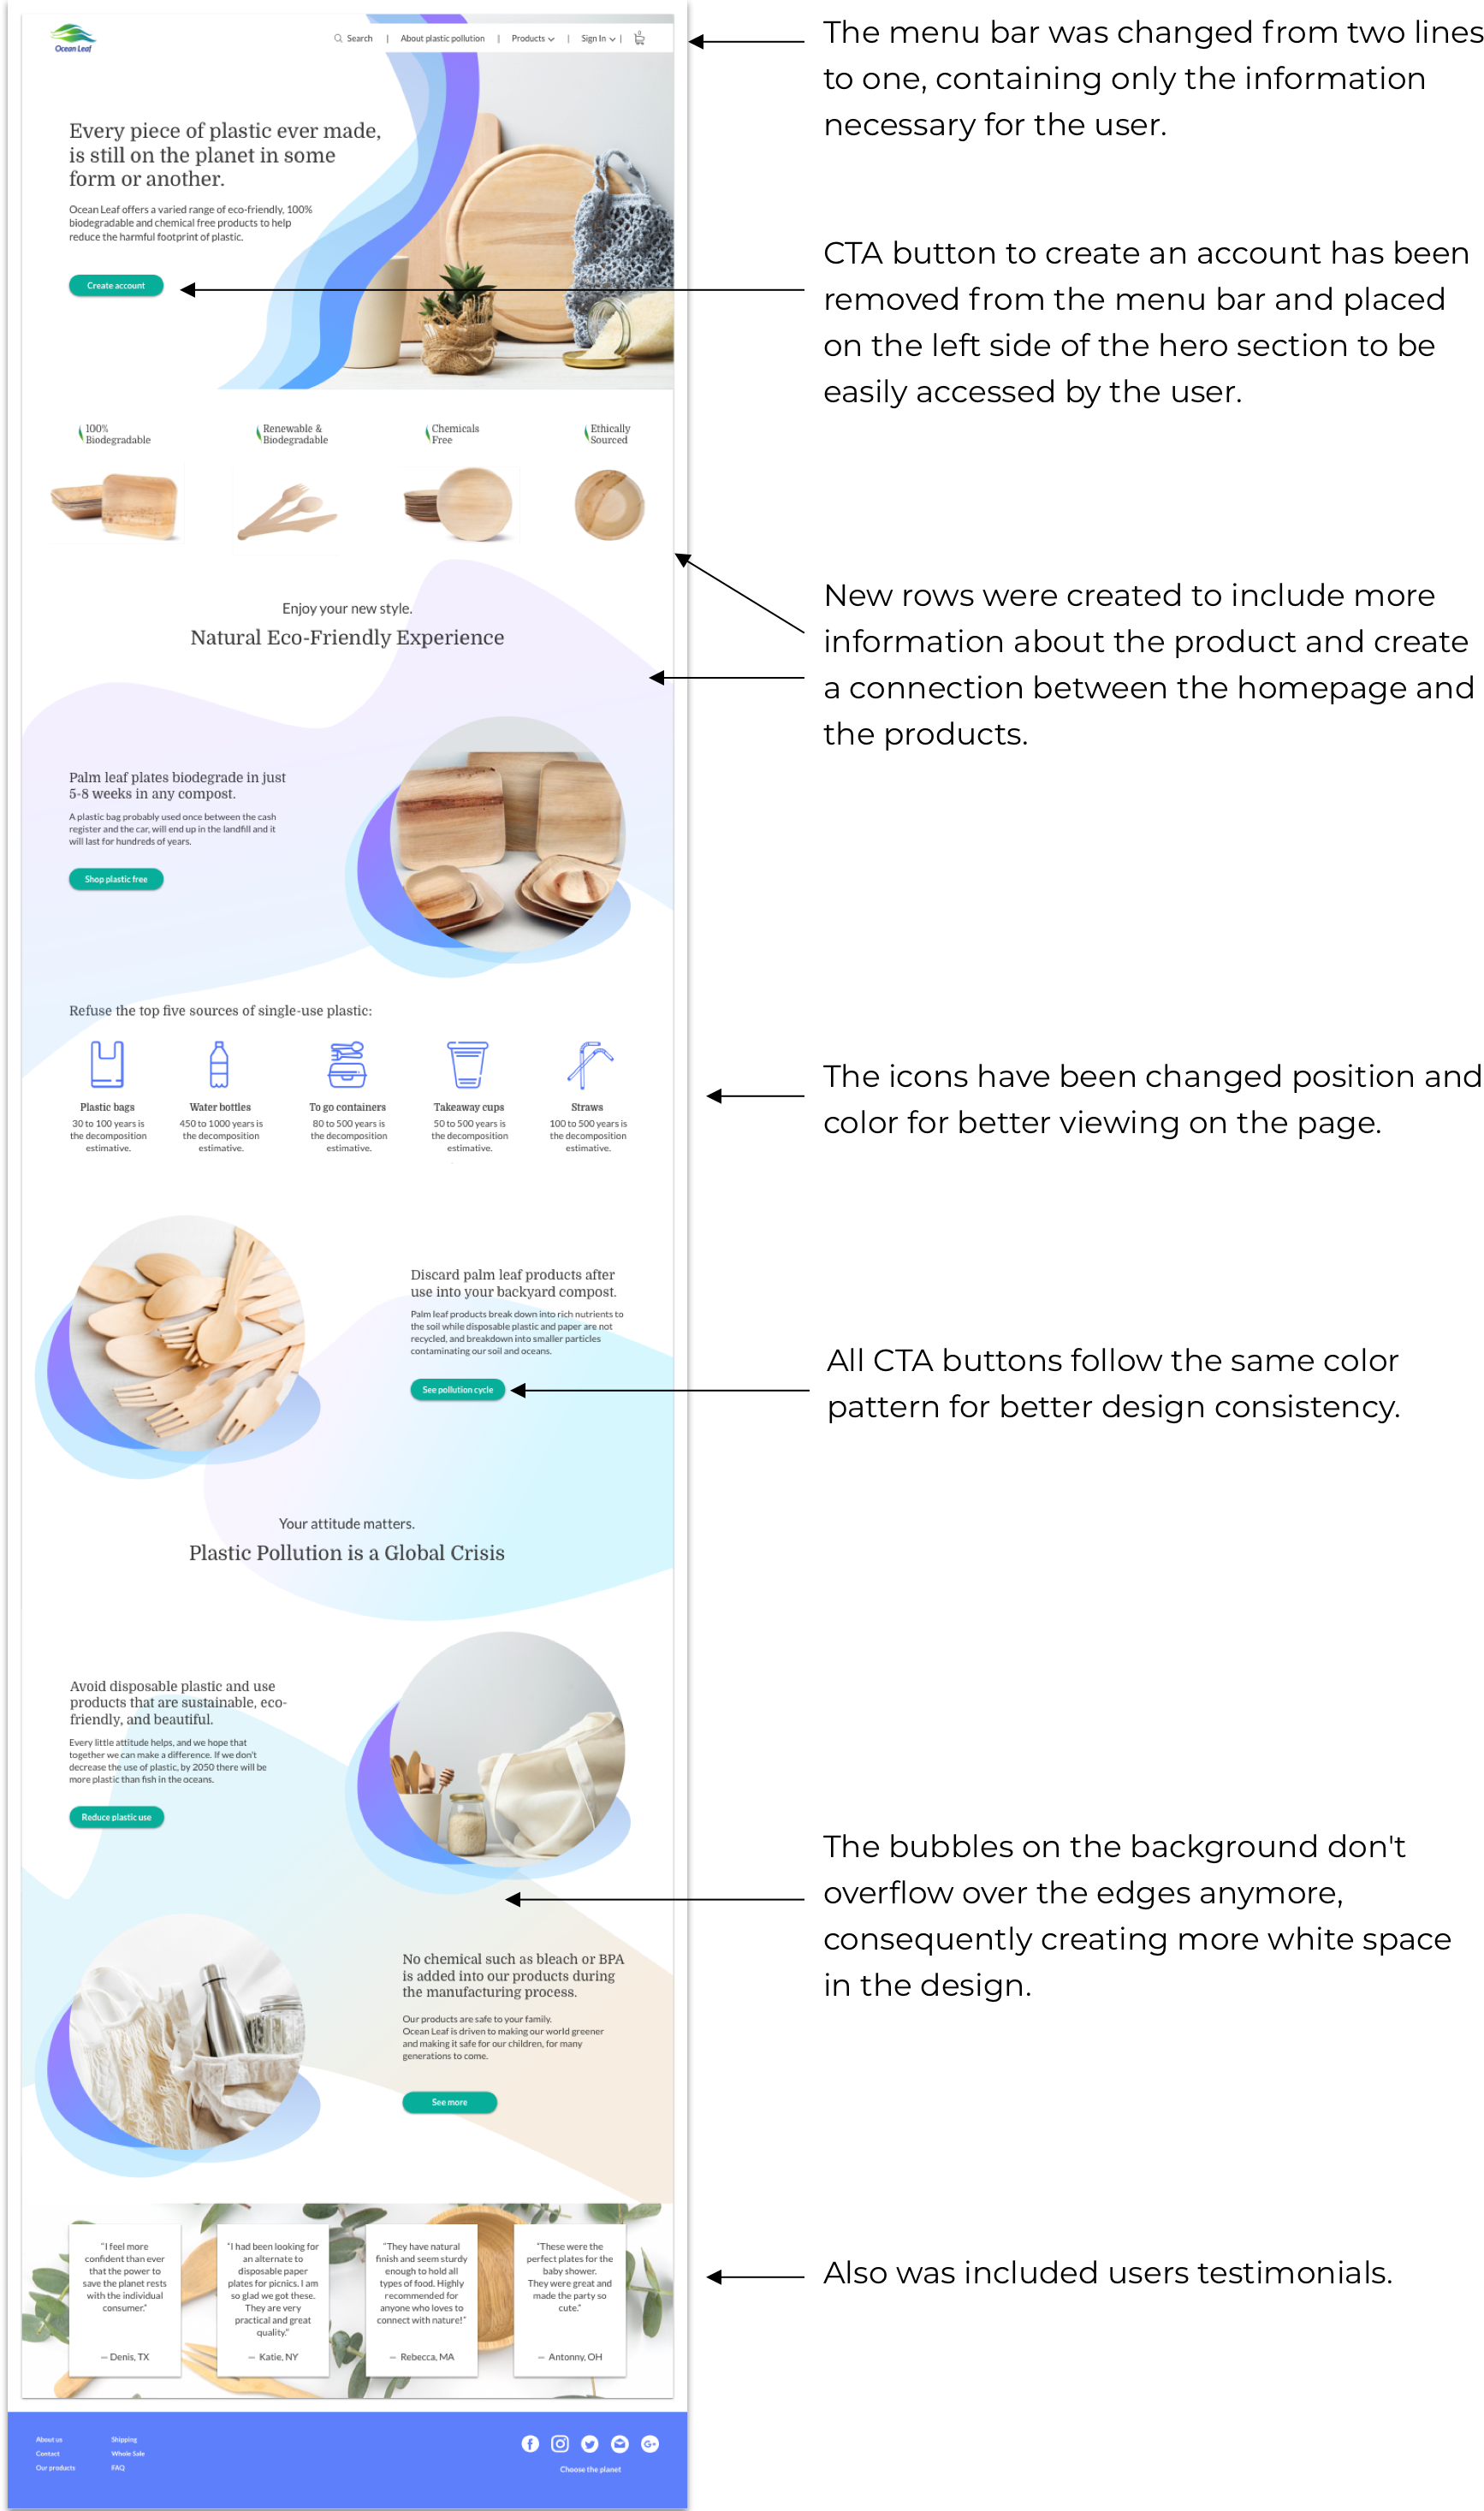 Ocean Leaf
Search | About plastic pollution | Products | Sign In | 0
Every piece of plastic ever made,
is still on the planet in some
form or another.
Ocean Leaf offers a varied range of eco-friendly, 100%
biodegradable and chemical free products to help
reduce the harmful footprint of plastic.
Create account
100%
Biodegradable
Renewable &
Biodegradable
Chemicals
Free
Ethically
Sourced
Enjoy your new style.
Natural Eco-Friendly Experience
Palm leaf plates biodegrade in just
5-8 weeks in any compost.
A plastic bag probably used once between the cash
register and the car, will end up in the landfill and it
will last for hundreds of years.
Shop plastic free
Refuse the top five sources of single-use plastic:
Plastic bags
30 to 100 years is
the decomposition
estimative.
Water bottles
450 to 1000 years is
the decomposition
estimative.
To go containers
80 to 500 years is
the decomposition
estimative.
Takeaway cups
50 to 500 years is
the decomposition
estimative.
Straws
100 to 500 years is
the decomposition
estimative.
Discard palm leaf products after
use into your backyard compost.
Palm leaf products break down into rich nutrients to
the soil while disposable plastic and paper are not
recycled, and breakdown into smaller particles
contaminating our soil and oceans.
See pollution cycle
Your attitude matters.
Plastic Pollution is a Global Crisis
Avoid disposable plastic and use
products that are sustainable, eco-
friendly, and beautiful.
Every little attitude helps, and we hope that
together we can make a difference. If we don't
decrease the use of plastic, by 2050 there will be
more plastic than fish in the oceans.
Reduce plastic use
No chemical such as bleach or BPA
is added into our products during
the manufacturing process.
Our products are safe to your family.
Ocean Leaf is driven to making our world greener
and making it safe for our children, for many
generations to come.
See more
"I feel more
confident than ever
that the power to
save the planet rests
with the individual
consumer."
— Denis, TX
"I had been looking for
an alternate to
disposable paper
plates for picnics. I am
so glad we got these.
They are very
practical and great
quality."
— Katie, NY
"They have natural
finish and seem sturdy
enough to hold all
types of food. Highly
recommended for
anyone who loves to
connect with nature!"
— Rebecca, MA
"These were the
perfect plates for the
baby shower.
They were great and
made the party so
cute."
— Antonny, OH
About us
Contact
Our products
Shipping
Whole Sale
FAQ
Choose the planet
The menu bar was changed from two lines
to one, containing only the information
necessary for the user.
CTA button to create an account has been
removed from the menu bar and placed
on the left side of the hero section to be
easily accessed by the user.
New rows were created to include more
information about the product and create
a connection between the homepage and
the products.
The icons have been changed position and
color for better viewing on the page.
All CTA buttons follow the same color
pattern for better design consistency.
The bubbles on the background don't
overflow over the edges anymore,
consequently creating more white space
in the design.
Also was included users testimonials.